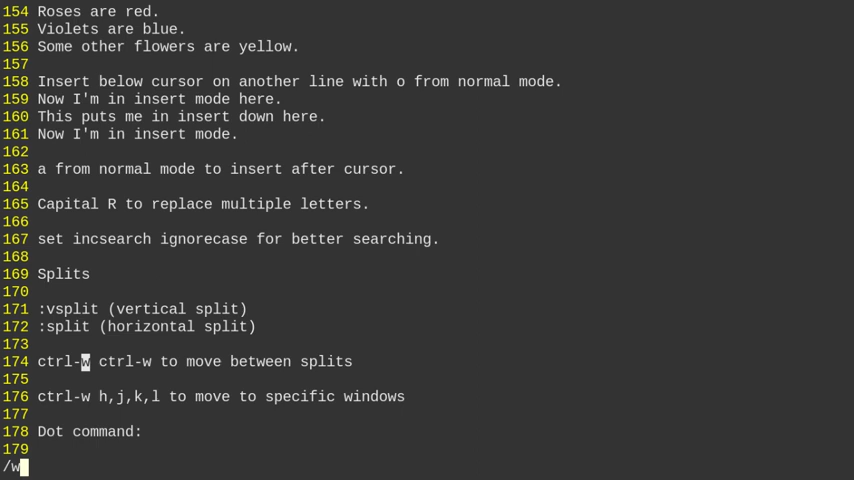 154 Roses are red.
155 Violets are blue.
156 Some other flowers are yellow.
157
158 Insert below cursor on another line with o from normal mode.
159 Now I'm in insert mode here.
160 This puts me in insert down here.
161 Now I'm in insert mode.
162
163 a from normal mode to insert after cursor.
164
165 Capital R to replace multiple letters.
166
167 set incsearch ignorecase for better searching.
168
169 Splits
170
171 :vsplit (vertical split)
172 :split (horizontal split)
173
174 ctrl-w ctrl-w to move between splits
175
176 ctrl-w h,j,k,l to move to specific windows
177
178 Dot command:
179
/w